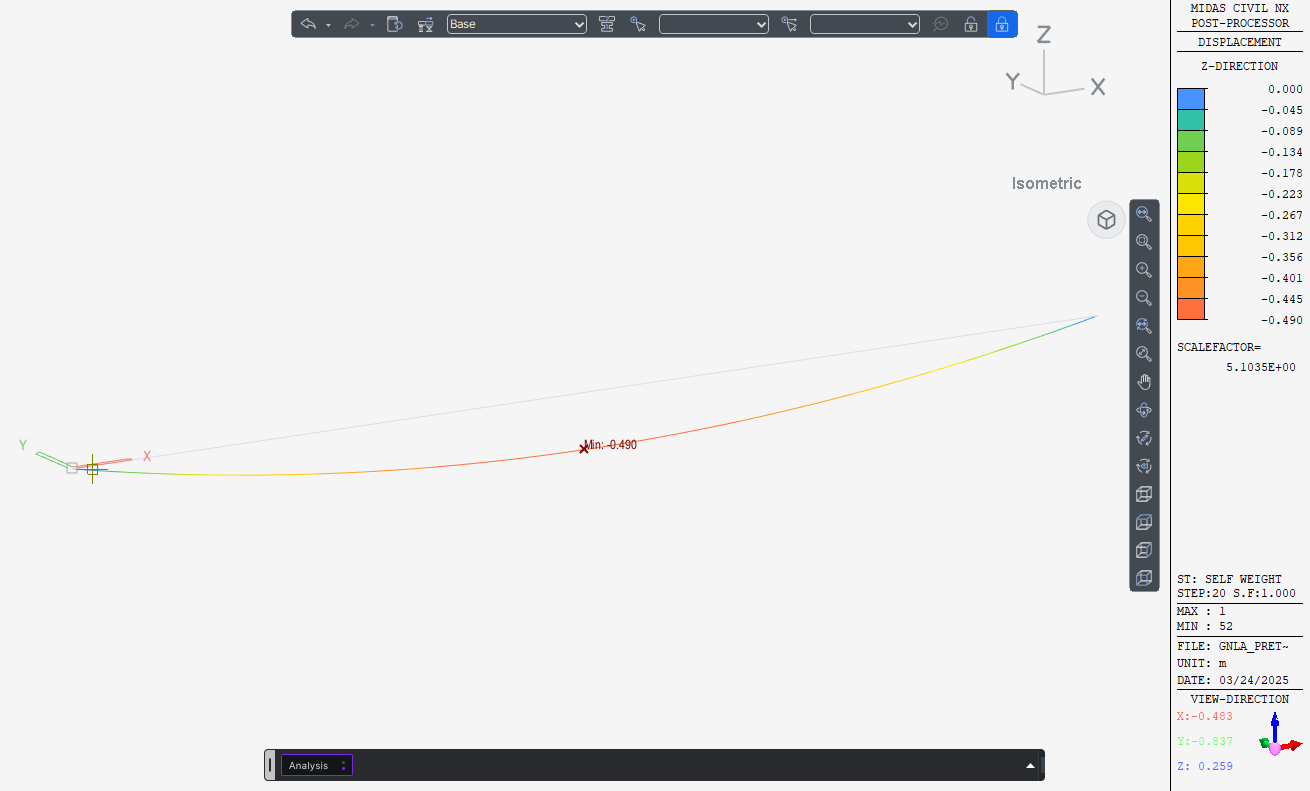 Base
Z
Y
X
Isometric
Y
X
Min: -0.490
Analysis
MIDAS CIVIL NX
POST-PROCESSOR
DISPLACEMENT
Z-DIRECTION
0.000
-0.045
-0.089
-0.134
-0.178
-0.223
-0.267
-0.312
-0.356
-0.401
-0.445
-0.490
SCALEFACTOR=
5.1035E+00
ST: SELF WEIGHT
STEP:20 S.F:1.000
MAX : 1
MIN : 52
FILE: GNLA_PRET~
UNIT: m
DATE: 03/24/2025
VIEW-DIRECTION
X:-0.483
Y:-0.837
Z: 0.259